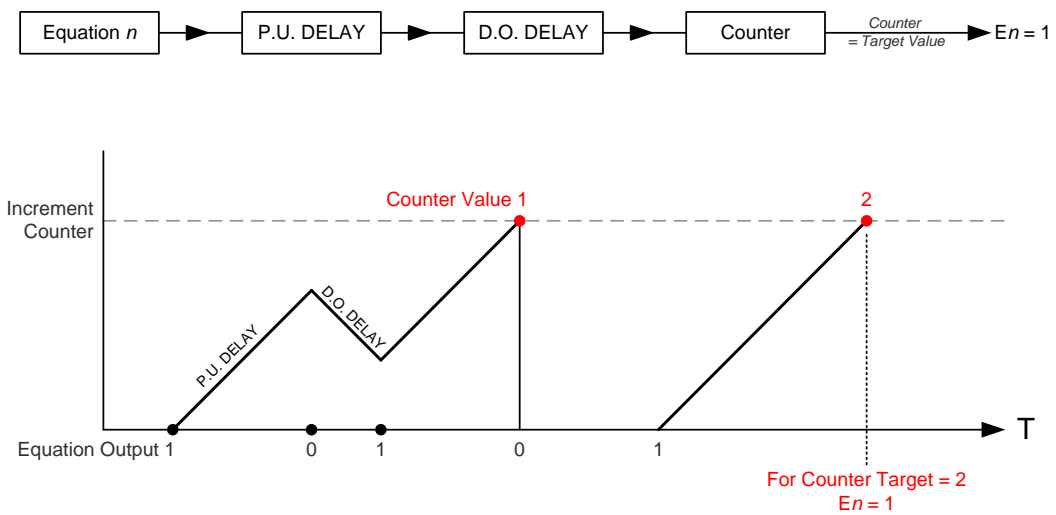 Equation n
P.U. DELAY
D.O. DELAY
Counter
Counter
= Target Value
En = 1
Increment
Counter
Counter Value 1
2
P.U. DELAY
D.O. DELAY
Equation Output 1
0
1
0
1
T
For Counter Target = 2
En = 1